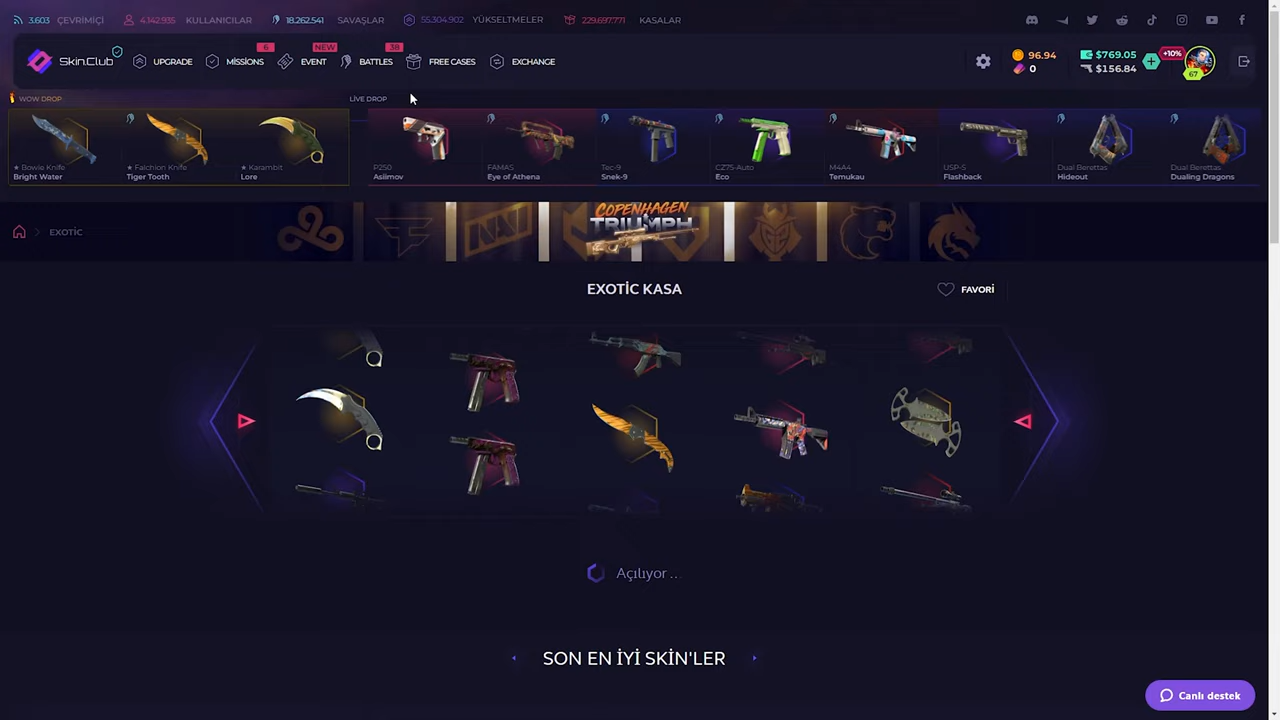 3.603 ÇEVRİMİÇİ 4.142.935 KULLANICILAR 18.262.541 SAVAŞLAR 55.304.902 YÜKSELTMELER 229.697.771 KASALAR
Skin.Club UPGRADE 6 MISSIONS NEW EVENT 38 BATTLES FREE CASES EXCHANGE
96.94 $769.05 +10%
0 $156.84 67
WOW DROP LİVE DROP
★ Bowie Knife ★ Falchion Knife ★ Karambit P250 FAMAS Tec-9 CZ75-Auto M4A4 USP-S Dual Berettas Dual Berettas
Bright Water Tiger Tooth Lore Asiimov Eye of Athena Snek-9 Eco Temukau Flashback Hideout Dualing Dragons
COPENHAGEN
TRIUMPH
EXOTİC
EXOTİC KASA FAVORİ
Açılıyor ...
SON EN İYİ SKİN'LER
Canlı destek